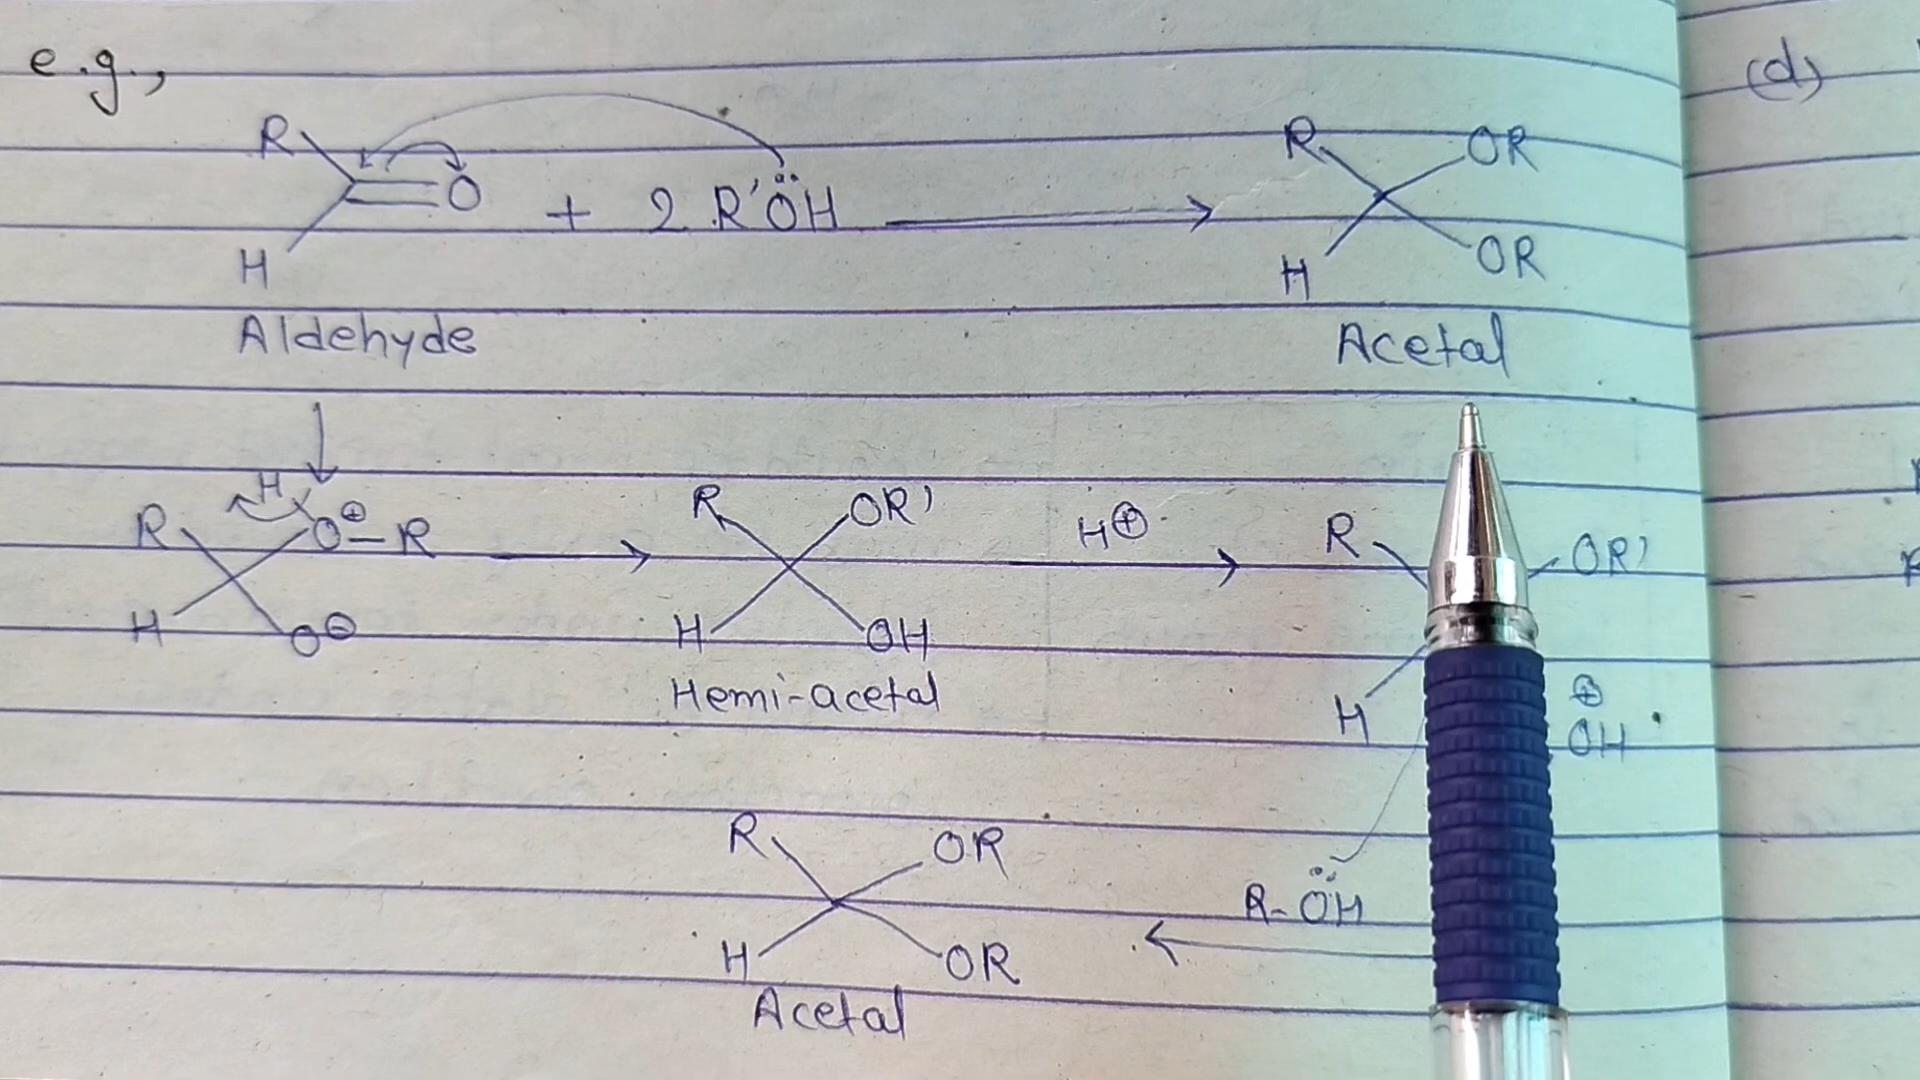 e.g.,
(d)
R OR
O + 2 R'ÖH
H H OR
Aldehyde Acetal
H
R O⊕-R R OR' H⊕ R OR'
H O⊖ H OH H ⊕OH
Hemi-acetal
R OR
R-ÖH
H OR
Acetal